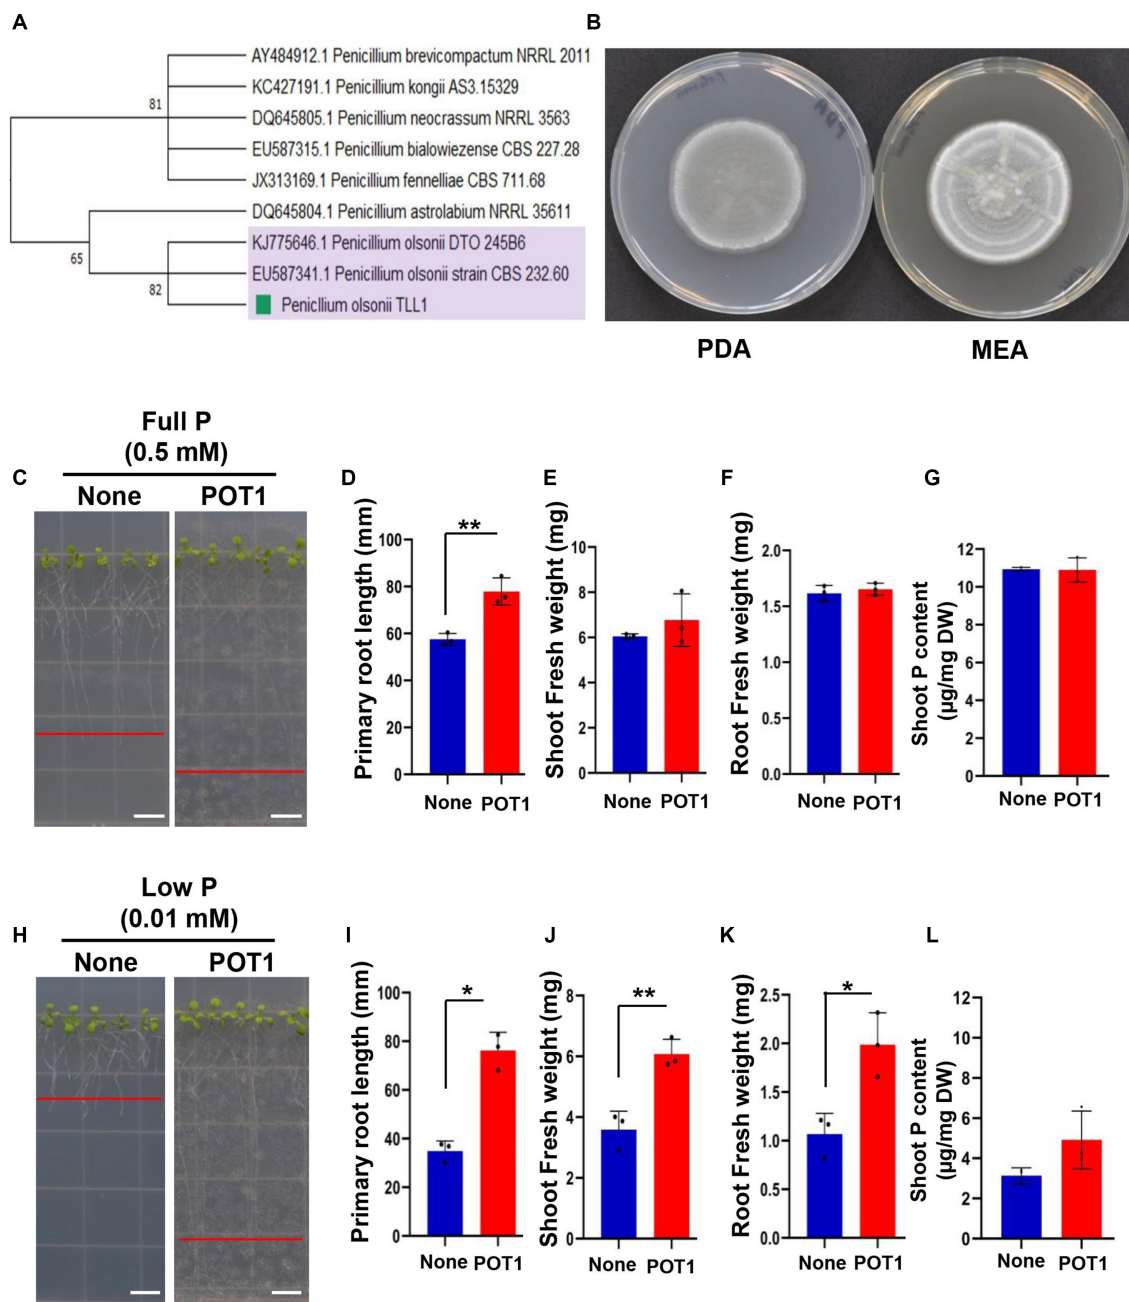 A
B
AY484912.1 Penicillium brevicompactum NRRL 2011
KC427191.1 Penicillium kongii AS3.15329
81
DQ645805.1 Penicillium neocrassum NRRL 3563
EU587315.1 Penicillium bialowiezense CBS 227.28
JX313169.1 Penicillium fennelliae CBS 711.68
DQ645804.1 Penicillium astrolabium NRRL 35611
KJ775646.1 Penicillium olsonii DTO 245B6
65
EU587341.1 Penicillium olsonii strain CBS 232.60
82
Penicllium olsonii TLL1
PDA
PDA
MEA
Full P
(0.5 mM)
C
None
POT1
D
Primary root length (mm)
100
80
60
40
20
0
**
None
POT1
E
Shoot Fresh weight (mg)
10
8
6
4
2
0
None
POT1
F
Root Fresh weight (mg)
2.0
1.5
1.0
0.5
0.0
None
POT1
G
Shoot P content
(µg/mg DW)
12
10
8
6
4
2
0
None
POT1
Low P
(0.01 mM)
H
None
POT1
I
Primary root length (mm)
100
80
60
40
20
0
*
None
POT1
J
Shoot Fresh weight (mg)
8
6
4
2
0
**
None
POT1
K
Root Fresh weight (mg)
2.5
2.0
1.5
1.0
0.5
0.0
*
None
POT1
L
Shoot P content
(µg/mg DW)
12
10
8
6
4
2
0
None
POT1